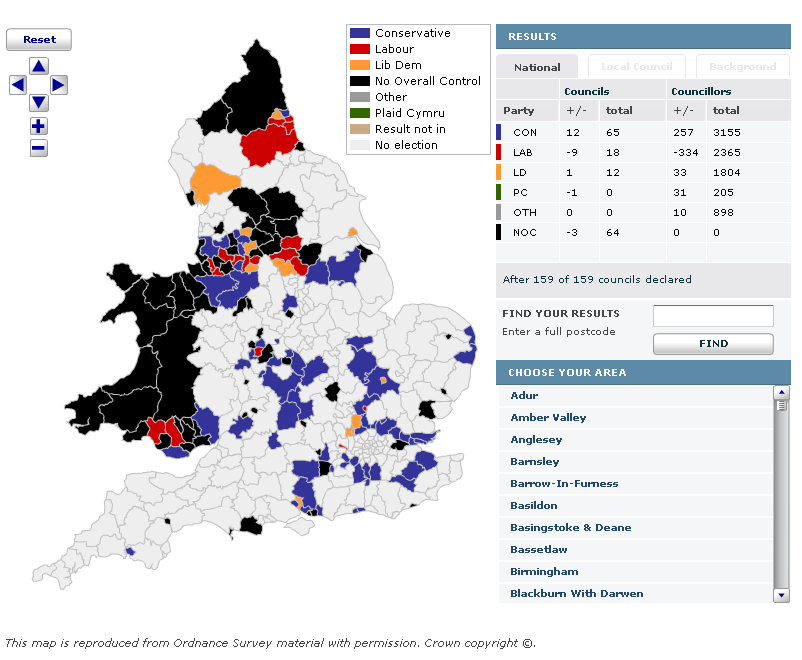 Reset
Conservative
Labour
Lib Dem
No Overall Control
Other
Plaid Cymru
Result not in
No election
RESULTS
National Local Council Background
Councils Councillors
Party +/- total +/- total
CON 12 65 257 3155
LAB -9 18 -334 2365
LD 1 12 33 1804
PC -1 0 31 205
OTH 0 0 10 898
NOC -3 64 0 0
After 159 of 159 councils declared
FIND YOUR RESULTS
Enter a full postcode
FIND
CHOOSE YOUR AREA
Adur
Amber Valley
Anglesey
Barnsley
Barrow-In-Furness
Basildon
Basingstoke & Deane
Bassetlaw
Birmingham
Blackburn With Darwen
This map is reproduced from Ordnance Survey material with permission. Crown copyright ©.